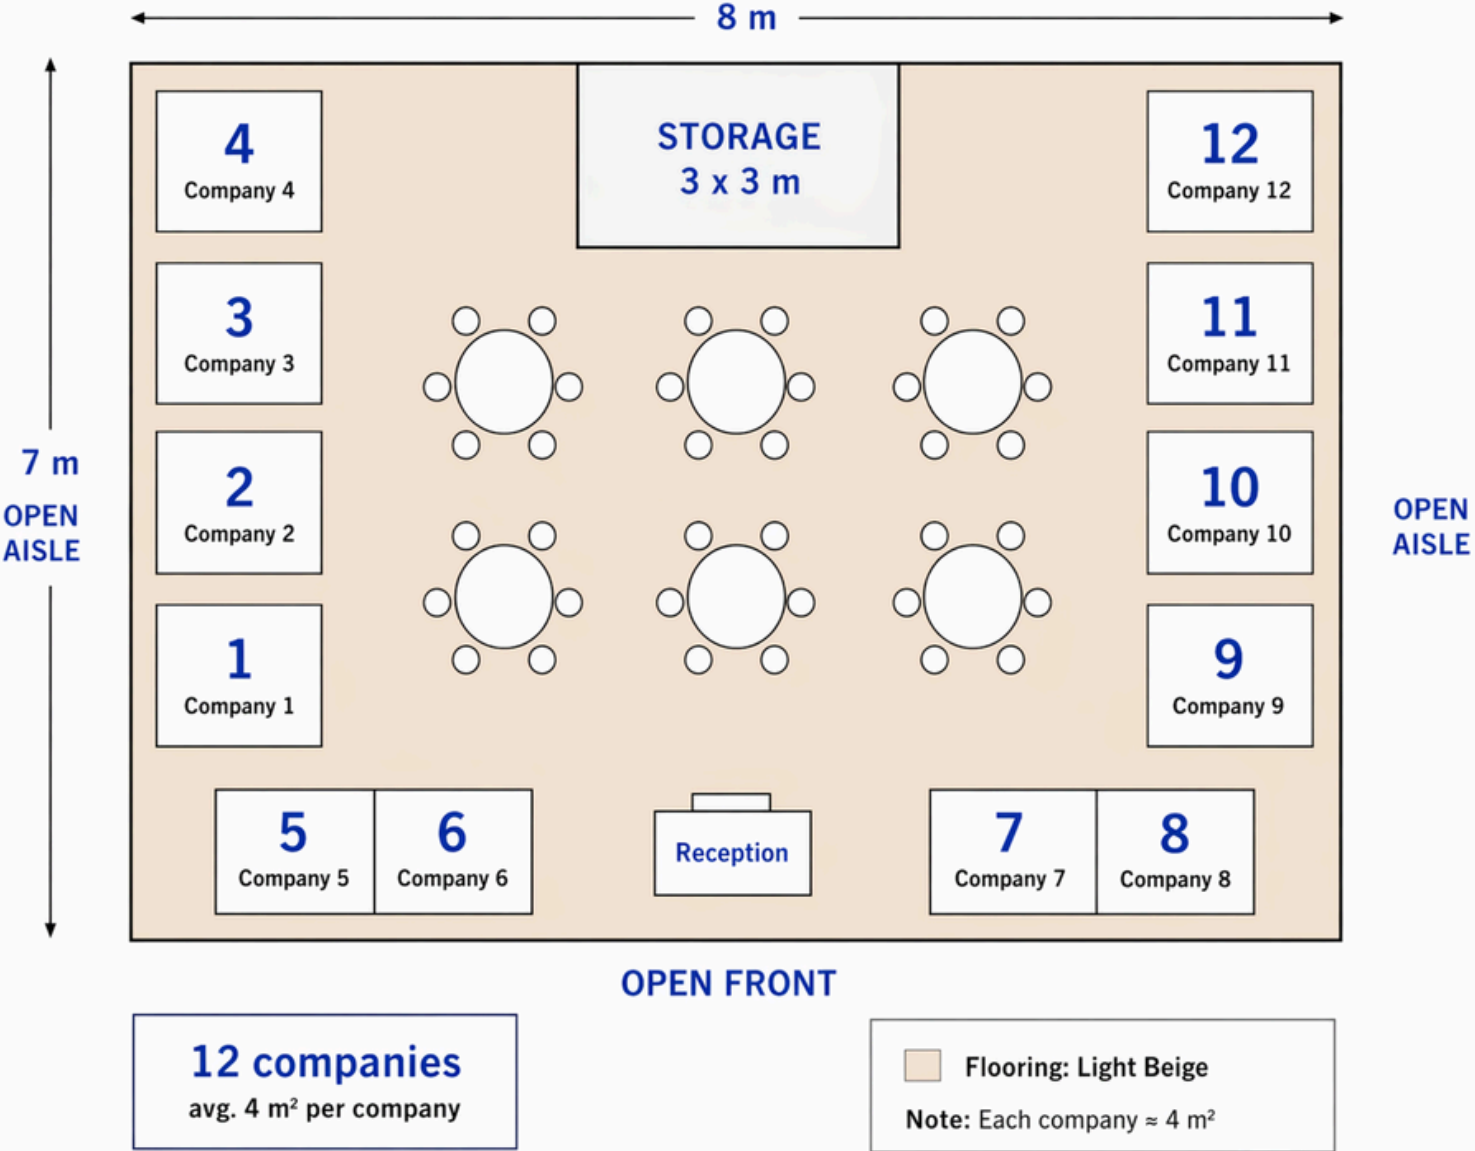 8 m
STORAGE
3 x 3 m
4
Company 4
12
Company 12
3
Company 3
11
Company 11
7 m
OPEN
AISLE
2
Company 2
10
Company 10
OPEN
AISLE
1
Company 1
9
Company 9
5
Company 5
6
Company 6
Reception
7
Company 7
8
Company 8
OPEN FRONT
12 companies
avg. 4 m² per company
Flooring: Light Beige
Note: Each company ≈ 4 m²